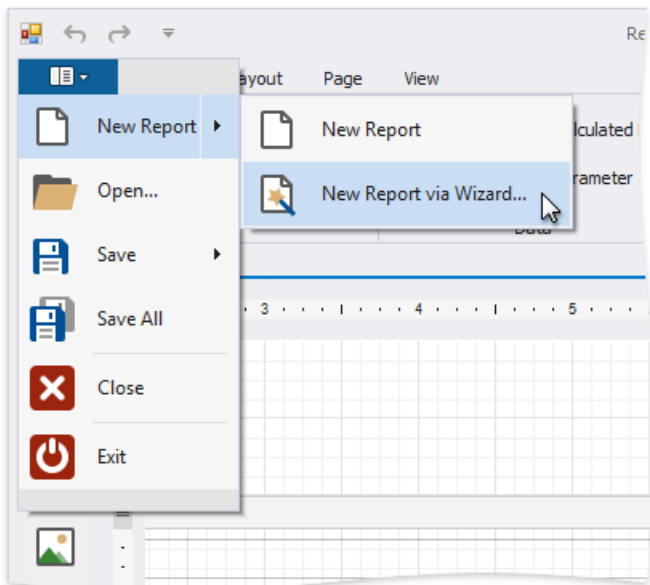 Re
ayout Page View
New Report
New Report
lculated
Open...
New Report via Wizard...
rameter
Data
Save
Save All
3 4 5
Close
Exit